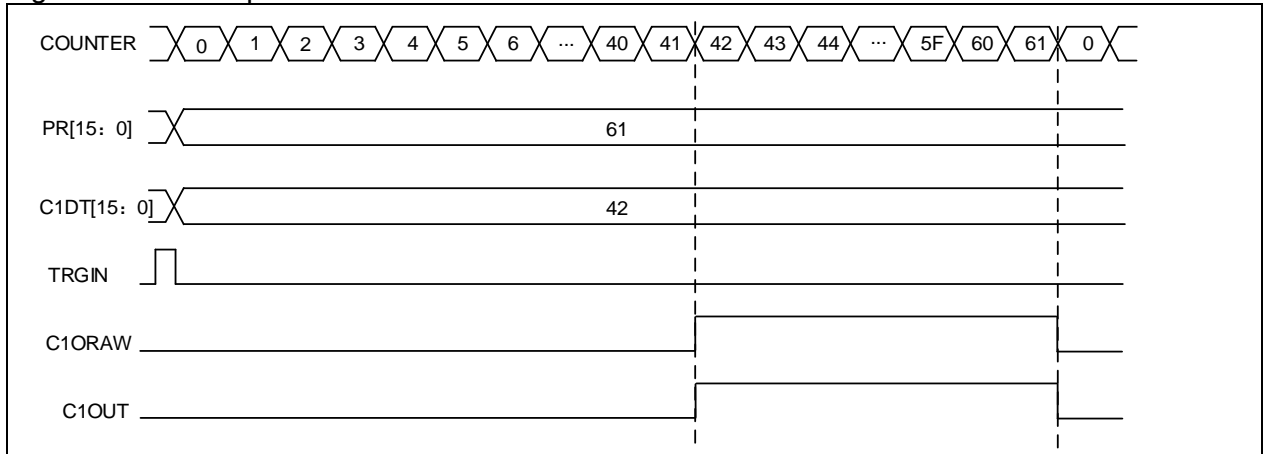 COUNTER 0 1 2 3 4 5 6 ... 40 41 42 43 44 ... 5F 60 61 0
PR[15：0] 61
C1DT[15：0] 42
TRGIN
C1ORAW
C1OUT